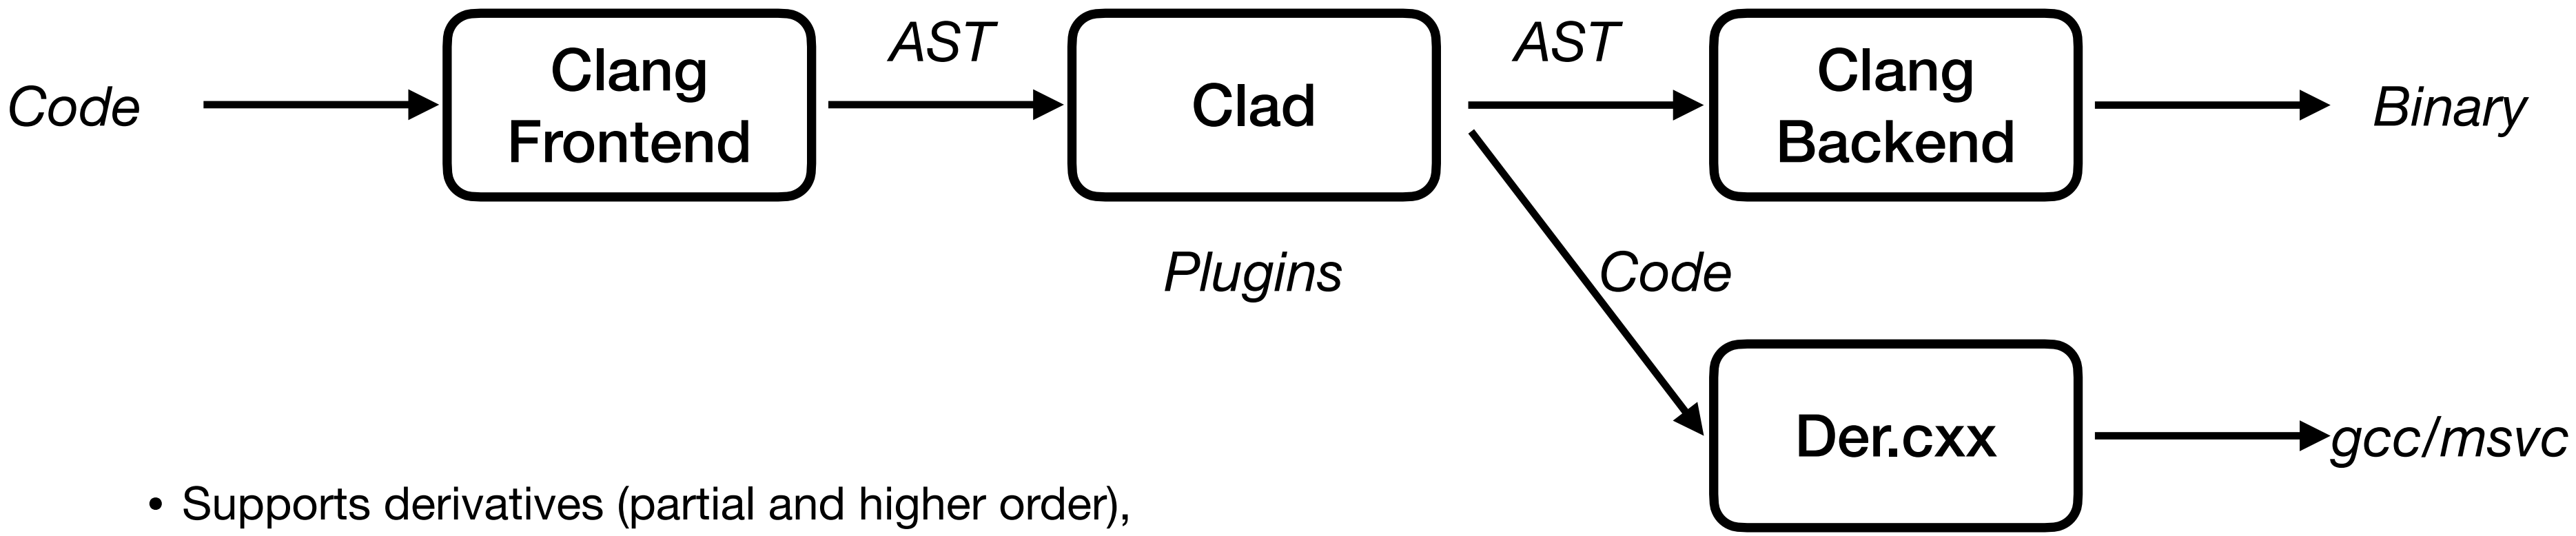 Code
Clang
Frontend
AST
Clad
AST
Clang
Backend
Binary
Plugins
Code
Der.cxx
gcc/msvc
• Supports derivatives (partial and higher order),